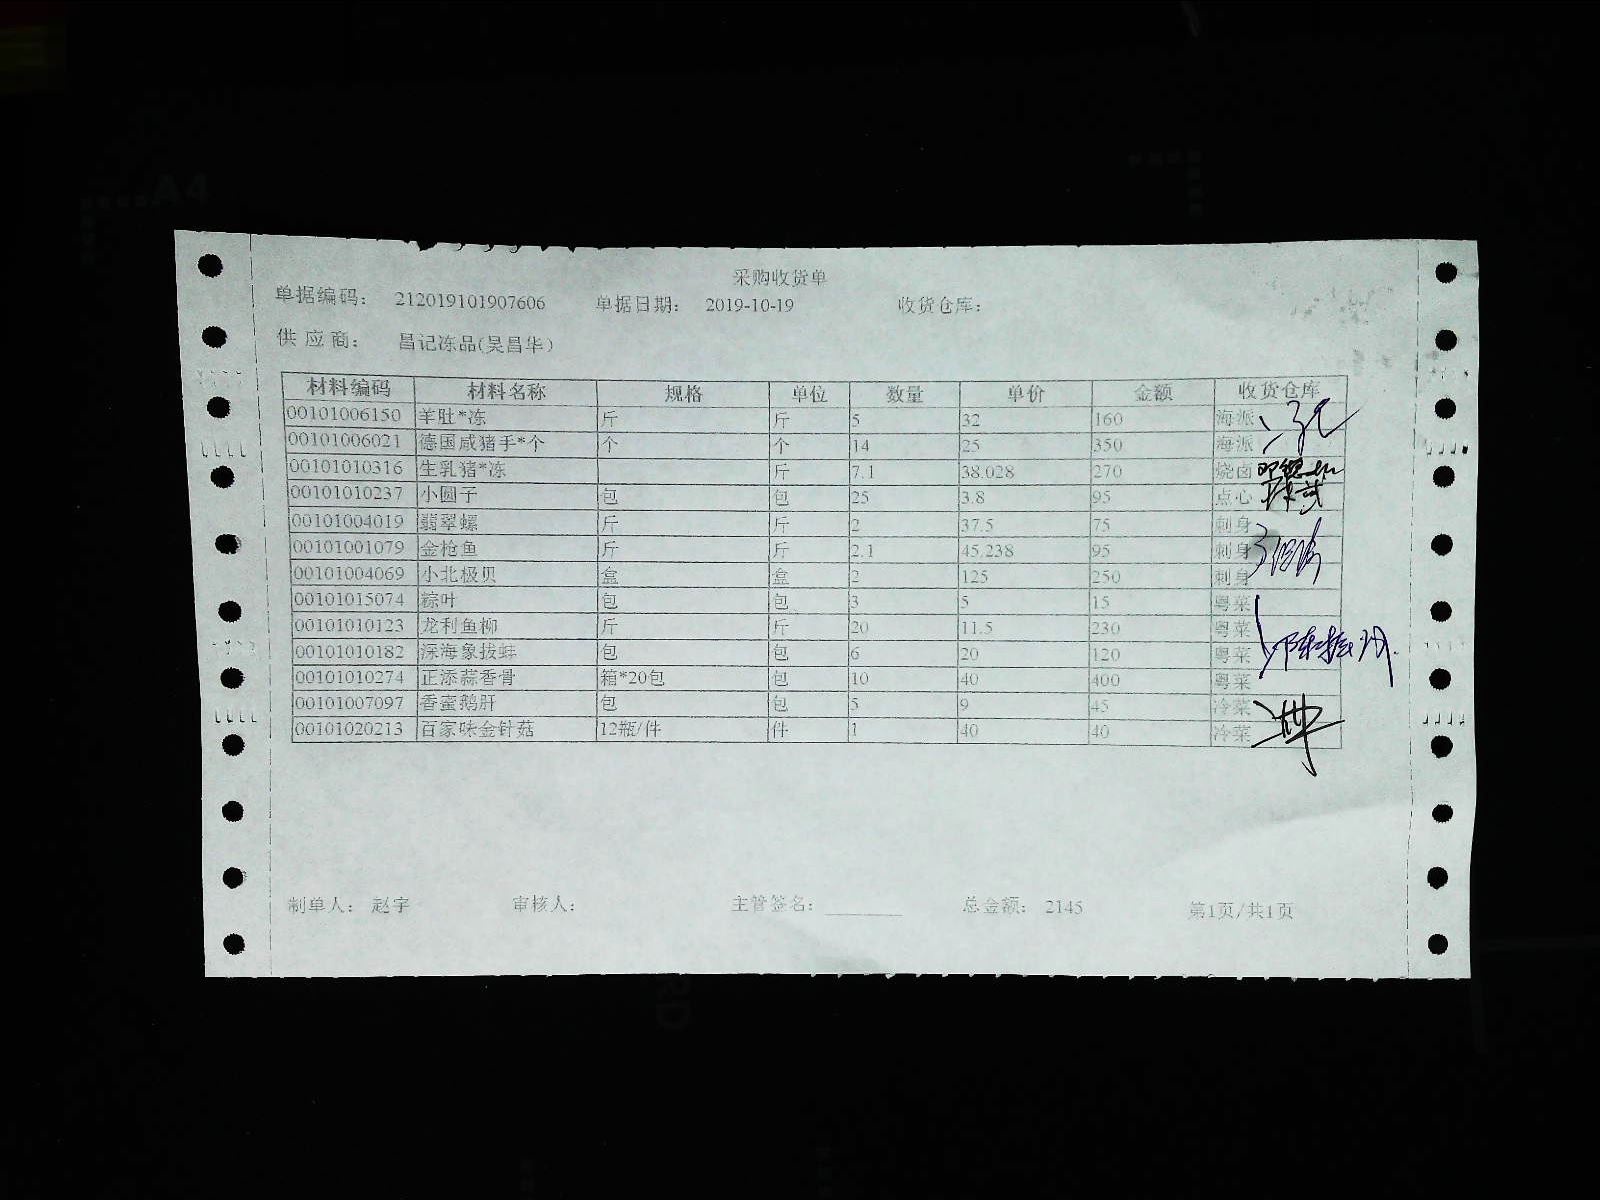 采购收货单
单据编码： 212019101907606 单据日期： 2019-10-19 收货仓库：
供应商： 昌记冻品(吴昌华)
材料编码 材料名称 规格 单位 数量 单价 金额 收货仓库
00101006150 羊肚*冻 斤 斤 5 32 160 海派
00101006021 德国咸猪手*个 个 个 14 25 350 海派
00101010316 生乳猪*冻 斤 7.1 38.028 270 烧卤
00101010237 小圆子 包 包 25 3.8 95 点心
00101004019 翡翠螺 斤 斤 2 37.5 75 刺身
00101001079 金枪鱼 斤 斤 2.1 45.238 95 刺身
00101004069 小北极贝 盒 盒 2 125 250 刺身
00101015074 粽叶 包 包 3 5 15 粤菜
00101010123 龙利鱼柳 斤 斤 20 11.5 230 粤菜
00101010182 深海象拔蚌 包 包 6 20 120 粤菜
00101010274 正添蒜香骨 箱*20包 包 10 40 400 粤菜
00101007097 香蜜鹅肝 包 包 5 9 45 冷菜
00101020213 百家味金针菇 12瓶/件 件 1 40 40 冷菜
制单人： 赵宇 审核人： 主管签名： 总金额： 2145 第1页/共1页
A4